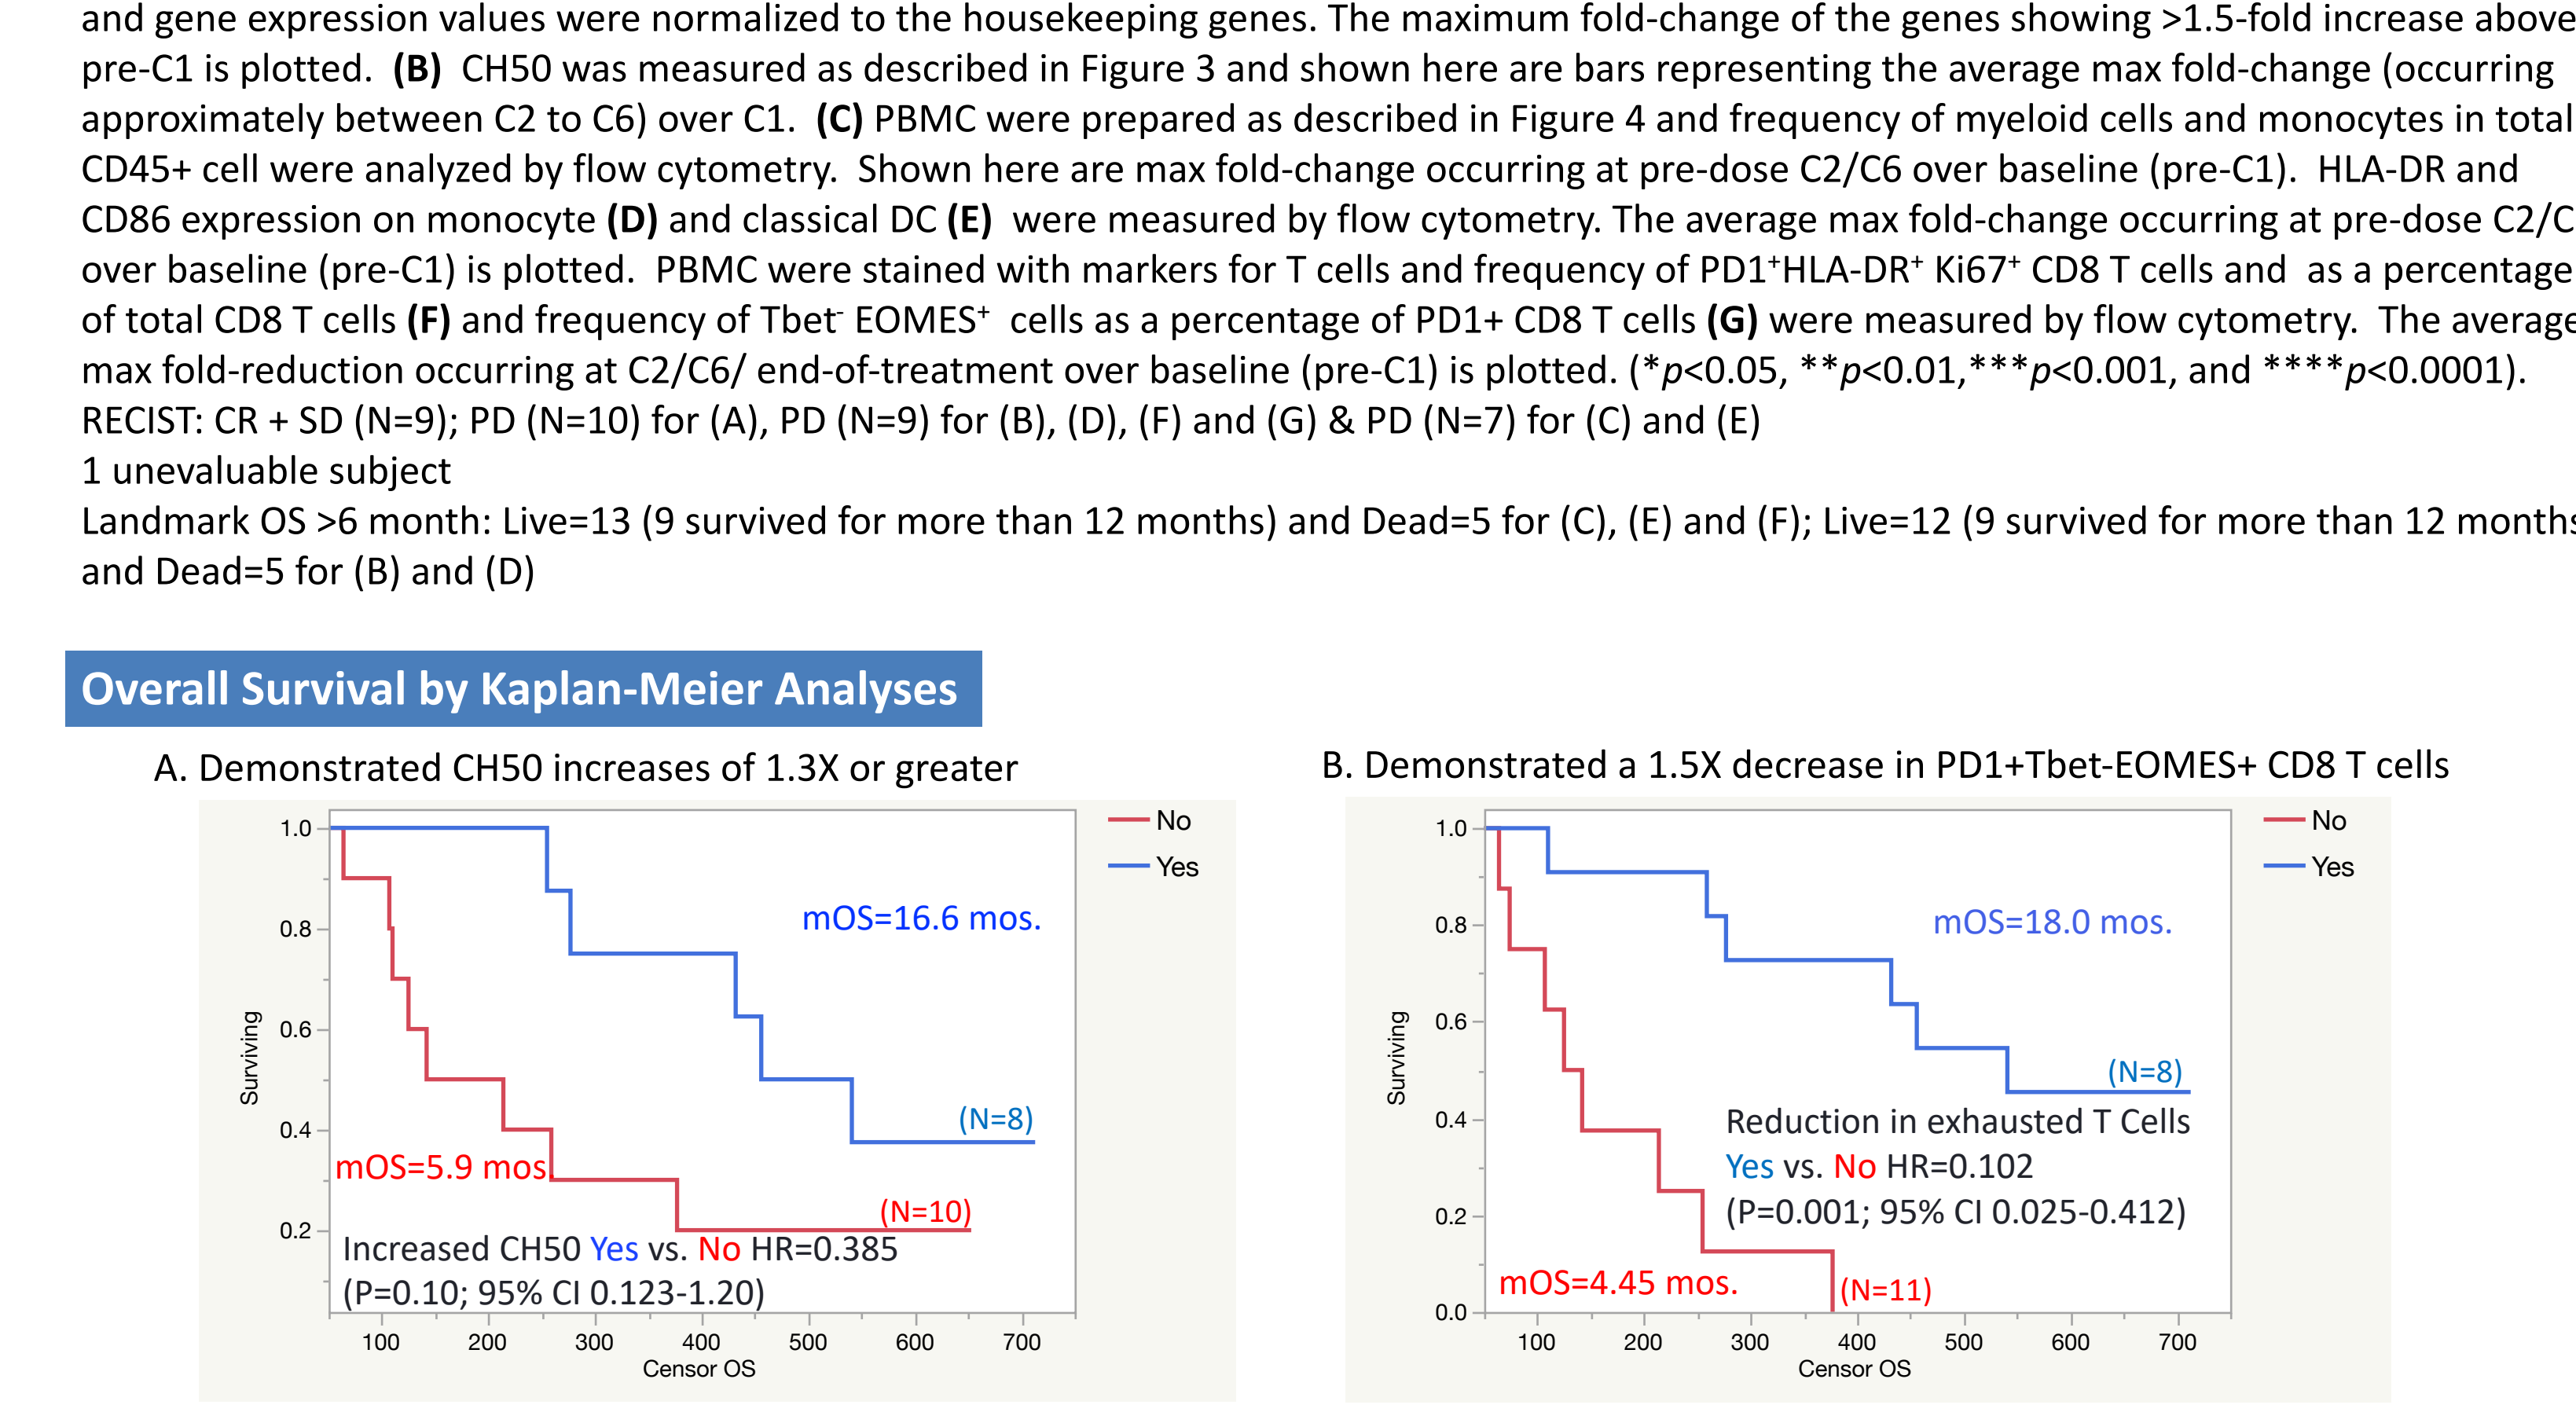 and gene expression values were normalized to the housekeeping genes. The maximum fold-change of the genes showing >1.5-fold increase above
pre-C1 is plotted. (B) CH50 was measured as described in Figure 3 and shown here are bars representing the average max fold-change (occurring
approximately between C2 to C6) over C1. (C) PBMC were prepared as described in Figure 4 and frequency of myeloid cells and monocytes in total
CD45+ cell were analyzed by flow cytometry. Shown here are max fold-change occurring at pre-dose C2/C6 over baseline (pre-C1). HLA-DR and
CD86 expression on monocyte (D) and classical DC (E) were measured by flow cytometry. The average max fold-change occurring at pre-dose C2/C
over baseline (pre-C1) is plotted. PBMC were stained with markers for T cells and frequency of PD1⁺HLA-DR⁺ Ki67⁺ CD8 T cells and as a percentage
of total CD8 T cells (F) and frequency of Tbet⁻ EOMES⁺ cells as a percentage of PD1+ CD8 T cells (G) were measured by flow cytometry. The average
max fold-reduction occurring at C2/C6/ end-of-treatment over baseline (pre-C1) is plotted. (*p<0.05, **p<0.01,***p<0.001, and ****p<0.0001).
RECIST: CR + SD (N=9); PD (N=10) for (A), PD (N=9) for (B), (D), (F) and (G) & PD (N=7) for (C) and (E)
1 unevaluable subject
Landmark OS >6 month: Live=13 (9 survived for more than 12 months) and Dead=5 for (C), (E) and (F); Live=12 (9 survived for more than 12 months
and Dead=5 for (B) and (D)
Overall Survival by Kaplan-Meier Analyses
A. Demonstrated CH50 increases of 1.3X or greater
No
Yes
1.0
0.8
0.6
0.4
0.2
Surviving
mOS=16.6 mos.
(N=8)
mOS=5.9 mos.
(N=10)
Increased CH50 Yes vs. No HR=0.385
(P=0.10; 95% CI 0.123-1.20)
100 200 300 400 500 600 700
Censor OS
B. Demonstrated a 1.5X decrease in PD1+Tbet-EOMES+ CD8 T cells
No
Yes
1.0
0.8
0.6
0.4
0.2
0.0
Surviving
mOS=18.0 mos.
(N=8)
Reduction in exhausted T Cells
Yes vs. No HR=0.102
(P=0.001; 95% CI 0.025-0.412)
mOS=4.45 mos.
(N=11)
100 200 300 400 500 600 700
Censor OS